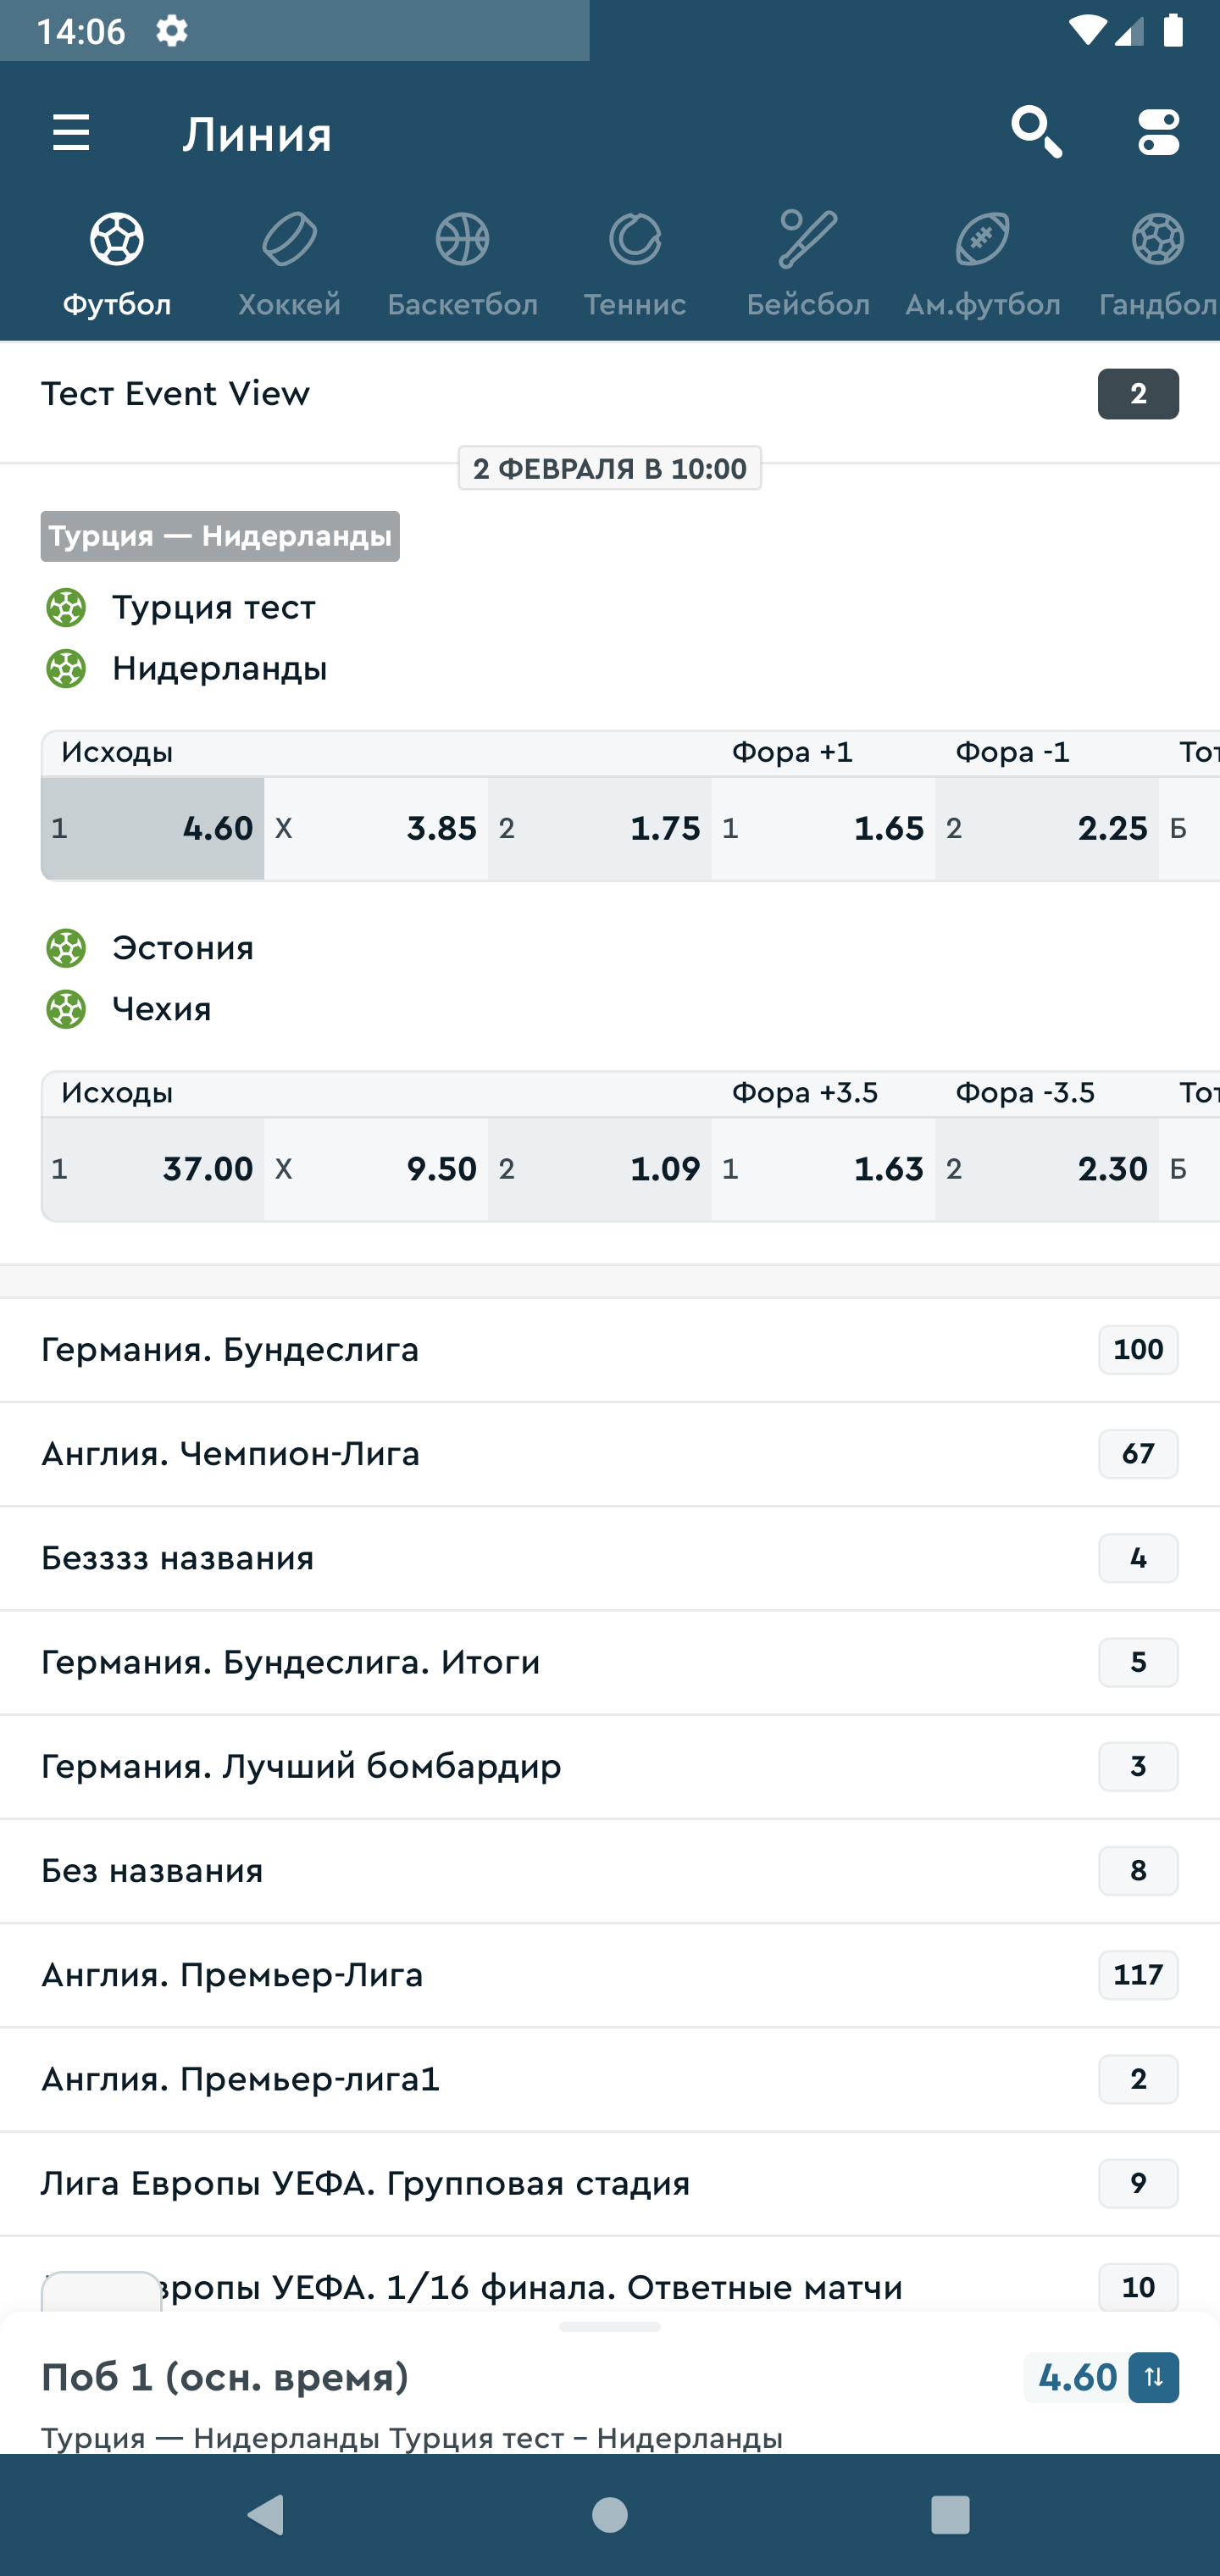 14:06
Линия
Футбол Хоккей Баскетбол Теннис Бейсбол Ам.футбол Гандбол
Тест Event View 2
2 ФЕВРАЛЯ В 10:00
Турция — Нидерланды
Турция тест
Нидерланды
Исходы Фора +1 Фора -1 Тот
1 4.60 X 3.85 2 1.75 1 1.65 2 2.25 Б
Эстония
Чехия
Исходы Фора +3.5 Фора -3.5 Тот
1 37.00 X 9.50 2 1.09 1 1.63 2 2.30 Б
Германия. Бундеслига 100
Англия. Чемпион-Лига 67
Безззз названия 4
Германия. Бундеслига. Итоги 5
Германия. Лучший бомбардир 3
Без названия 8
Англия. Премьер-Лига 117
Англия. Премьер-лига1 2
Лига Европы УЕФА. Групповая стадия 9
вропы УЕФА. 1/16 финала. Ответные матчи 10
Поб 1 (осн. время) 4.60
Турция — Нидерланды Турция тест – Нидерланды